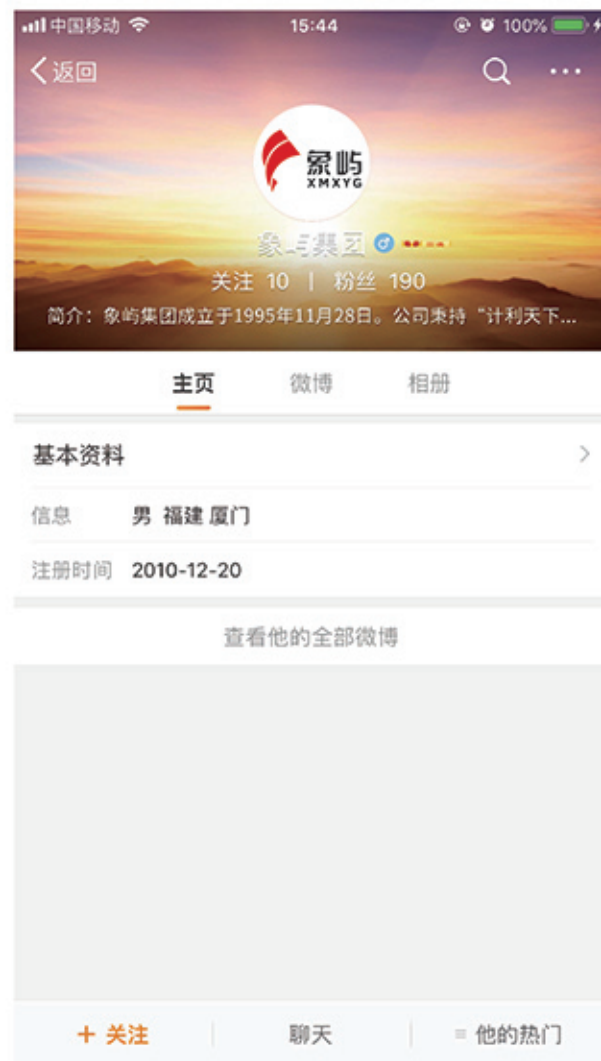 中国移动 15:44 100%
返回
象屿
XMXYG
象屿集团
关注 10 | 粉丝 190
简介：象屿集团成立于1995年11月28日。公司秉持“计利天下...
主页 微博 相册
基本资料
信息 男 福建 厦门
注册时间 2010-12-20
查看他的全部微博
+ 关注 聊天 他的热门